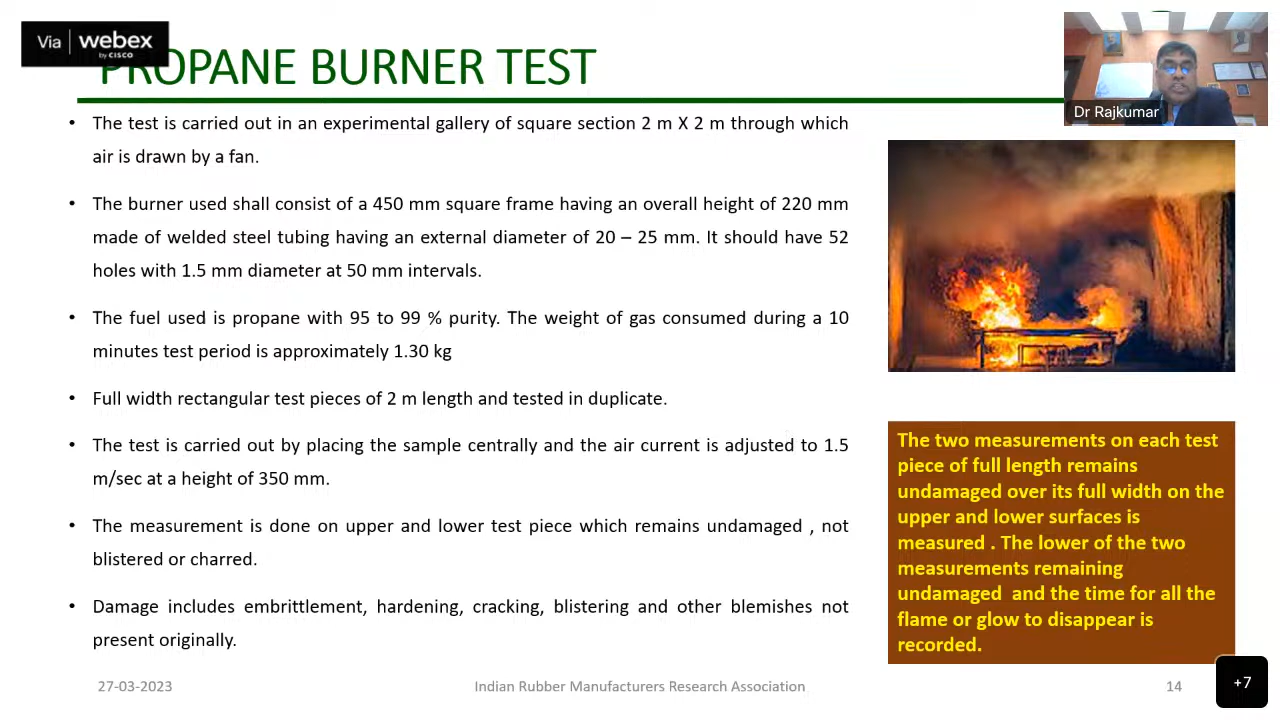 Via webex
by CISCO
PROPANE BURNER TEST
Dr Rajkumar
• The test is carried out in an experimental gallery of square section 2 m X 2 m through which
air is drawn by a fan.
• The burner used shall consist of a 450 mm square frame having an overall height of 220 mm
made of welded steel tubing having an external diameter of 20 – 25 mm. It should have 52
holes with 1.5 mm diameter at 50 mm intervals.
• The fuel used is propane with 95 to 99 % purity. The weight of gas consumed during a 10
minutes test period is approximately 1.30 kg
• Full width rectangular test pieces of 2 m length and tested in duplicate.
• The test is carried out by placing the sample centrally and the air current is adjusted to 1.5
m/sec at a height of 350 mm.
• The measurement is done on upper and lower test piece which remains undamaged , not
blistered or charred.
• Damage includes embrittlement, hardening, cracking, blistering and other blemishes not
present originally.
The two measurements on each test
piece of full length remains
undamaged over its full width on the
upper and lower surfaces is
measured . The lower of the two
measurements remaining
undamaged and the time for all the
flame or glow to disappear is
recorded.
27-03-2023
Indian Rubber Manufacturers Research Association
14
+7